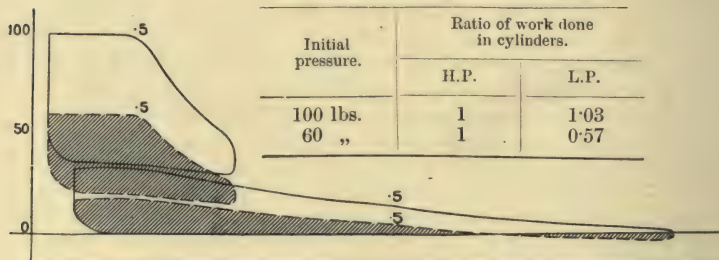 100
50
0
·5
·5
·5
·5
Initial pressure.
Ratio of work done in cylinders.
H.P.
L.P.
100 lbs.
1
1·03
60 „
1
0·57